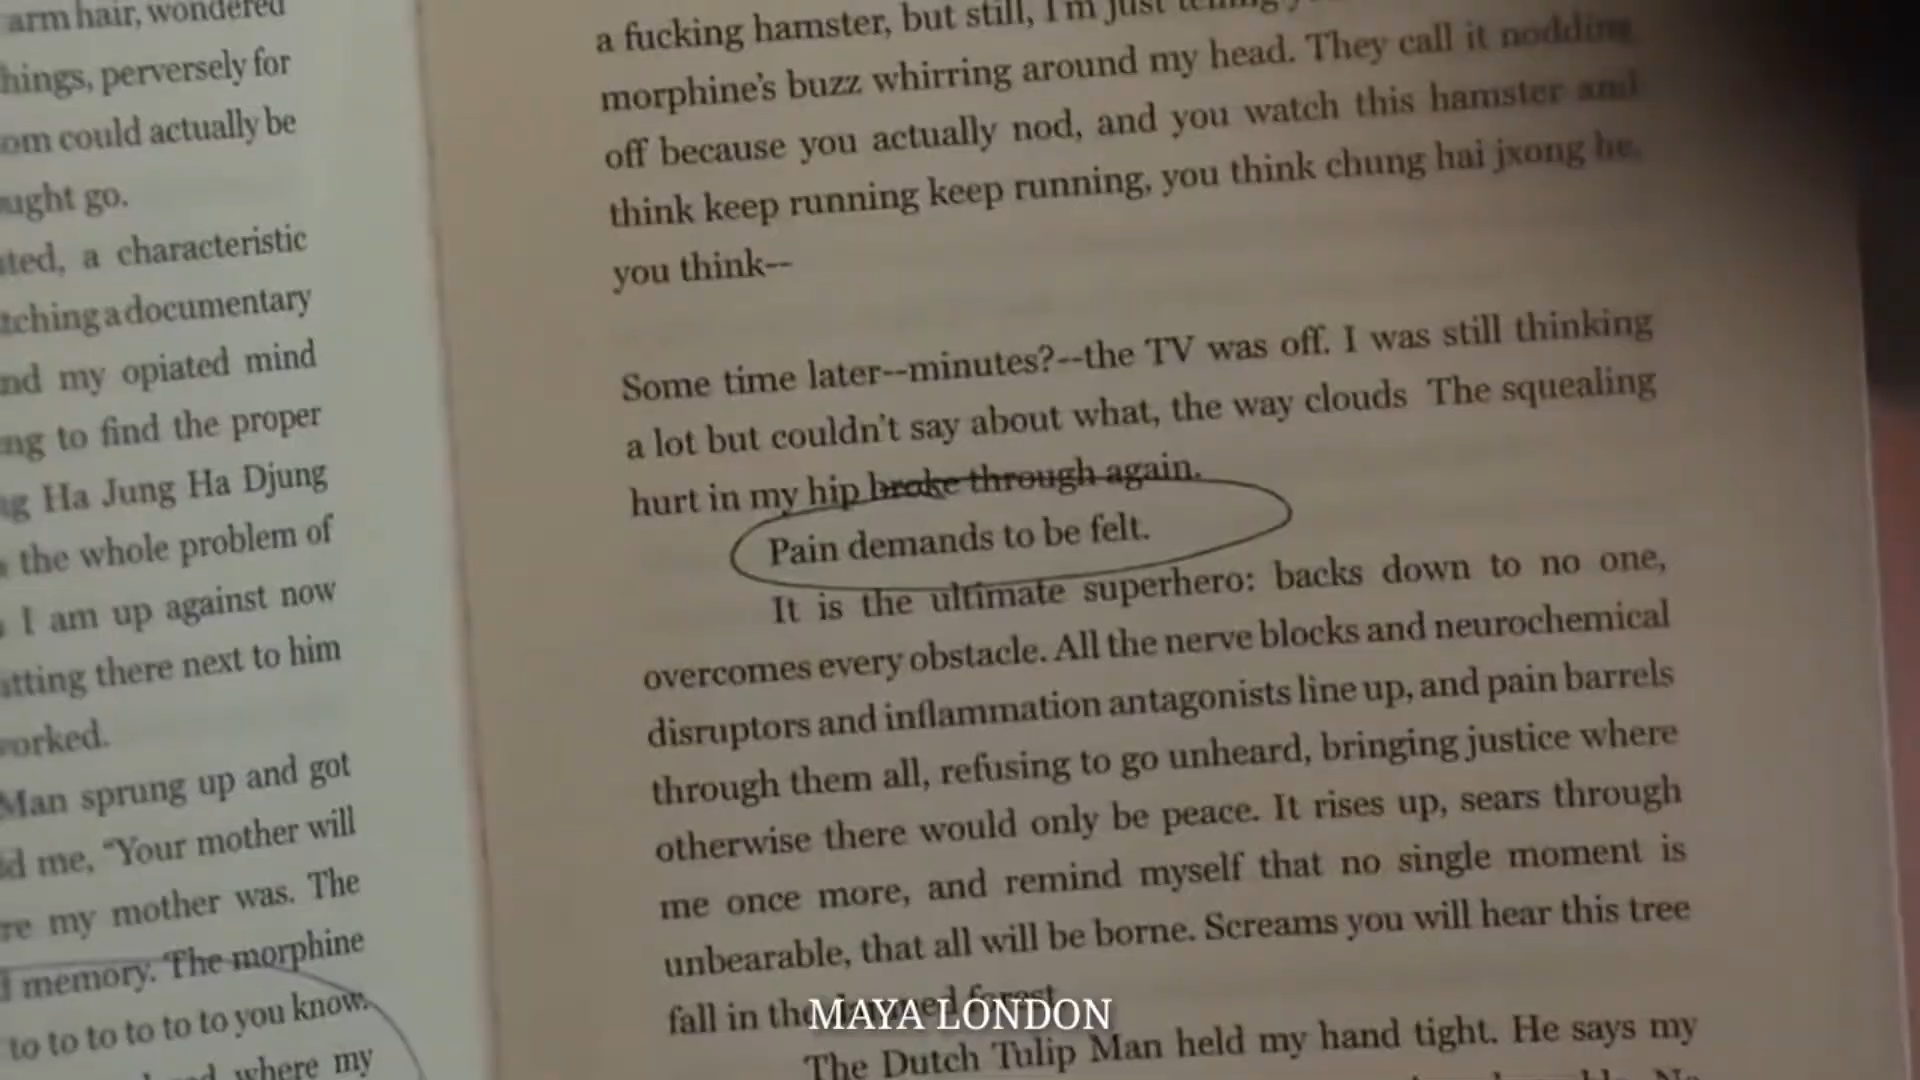 arm hair, wondered
hings, perversely for
om could actually be
ught go.
ted, a characteristic
tching a documentary
nd my opiated mind
ng to find the proper
g Ha Jung Ha Djung
the whole problem of
I am up against now
tting there next to him
orked.
Man sprung up and got
d me, “Your mother will
re my mother was. The
memory. The morphine
to to to to to to you know.
where my
a fucking hamster, but still, I'm just
morphine's buzz whirring around my head. They call it nodding
off because you actually nod, and you watch this hamster and
think keep running keep running, you think chung hai jxong he,
you think--
Some time later--minutes?--the TV was off. I was still thinking
a lot but couldn't say about what, the way clouds The squealing
hurt in my hip broke through again.
Pain demands to be felt.
It is the ultimate superhero: backs down to no one,
overcomes every obstacle. All the nerve blocks and neurochemical
disruptors and inflammation antagonists line up, and pain barrels
through them all, refusing to go unheard, bringing justice where
otherwise there would only be peace. It rises up, sears through
me once more, and remind myself that no single moment is
unbearable, that all will be borne. Screams you will hear this tree
fall in the forest
MAYA LONDON
The Dutch Tulip Man held my hand tight. He says my